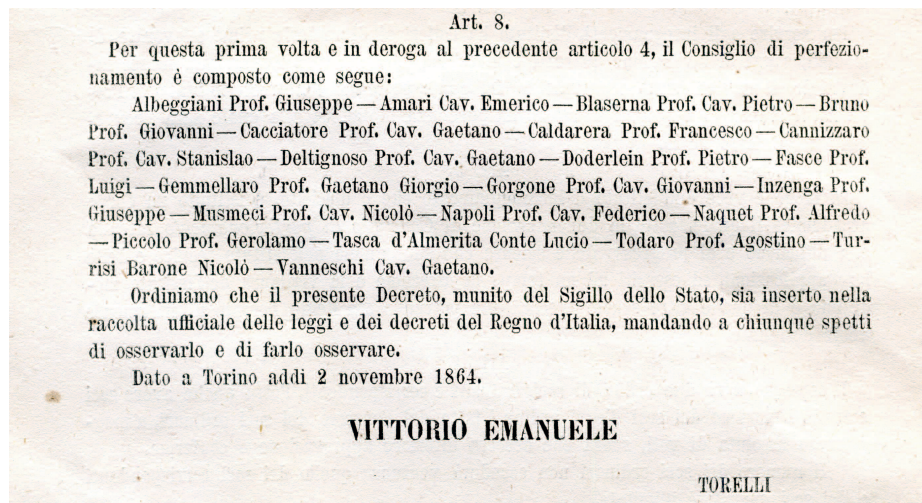 Art. 8.
Per questa prima volta e in deroga al precedente articolo 4, il Consiglio di perfezio-
namento è composto come segue:
Albeggiani Prof. Giuseppe — Amari Cav. Emerico — Blaserna Prof. Cav. Pietro — Bruno
Prof. Giovanni — Cacciatore Prof. Cav. Gaetano — Caldarera Prof. Francesco — Cannizzaro
Prof. Cav. Stanislao — Deltignoso Prof. Cav. Gaetano — Doderlein Prof. Pietro — Fasce Prof.
Luigi — Gemmellaro Prof. Gaetano Giorgio — Gorgone Prof. Cav. Giovanni — Inzenga Prof.
Giuseppe — Musmeci Prof. Cav. Nicolò — Napoli Prof. Cav. Federico — Naquet Prof. Alfredo
— Piccolo Prof. Gerolamo — Tasca d'Almerita Conte Lucio — Todaro Prof. Agostino — Tur-
risi Barone Nicolò — Vanneschi Cav. Gaetano.
Ordiniamo che il presente Decreto, munito del Sigillo dello Stato, sia inserto nella
raccolta ufficiale delle leggi e dei decreti del Regno d'Italia, mandando a chiunque spetti
di osservarlo e di farlo osservare.
Dato a Torino addi 2 novembre 1864.
VITTORIO EMANUELE
TORELLI